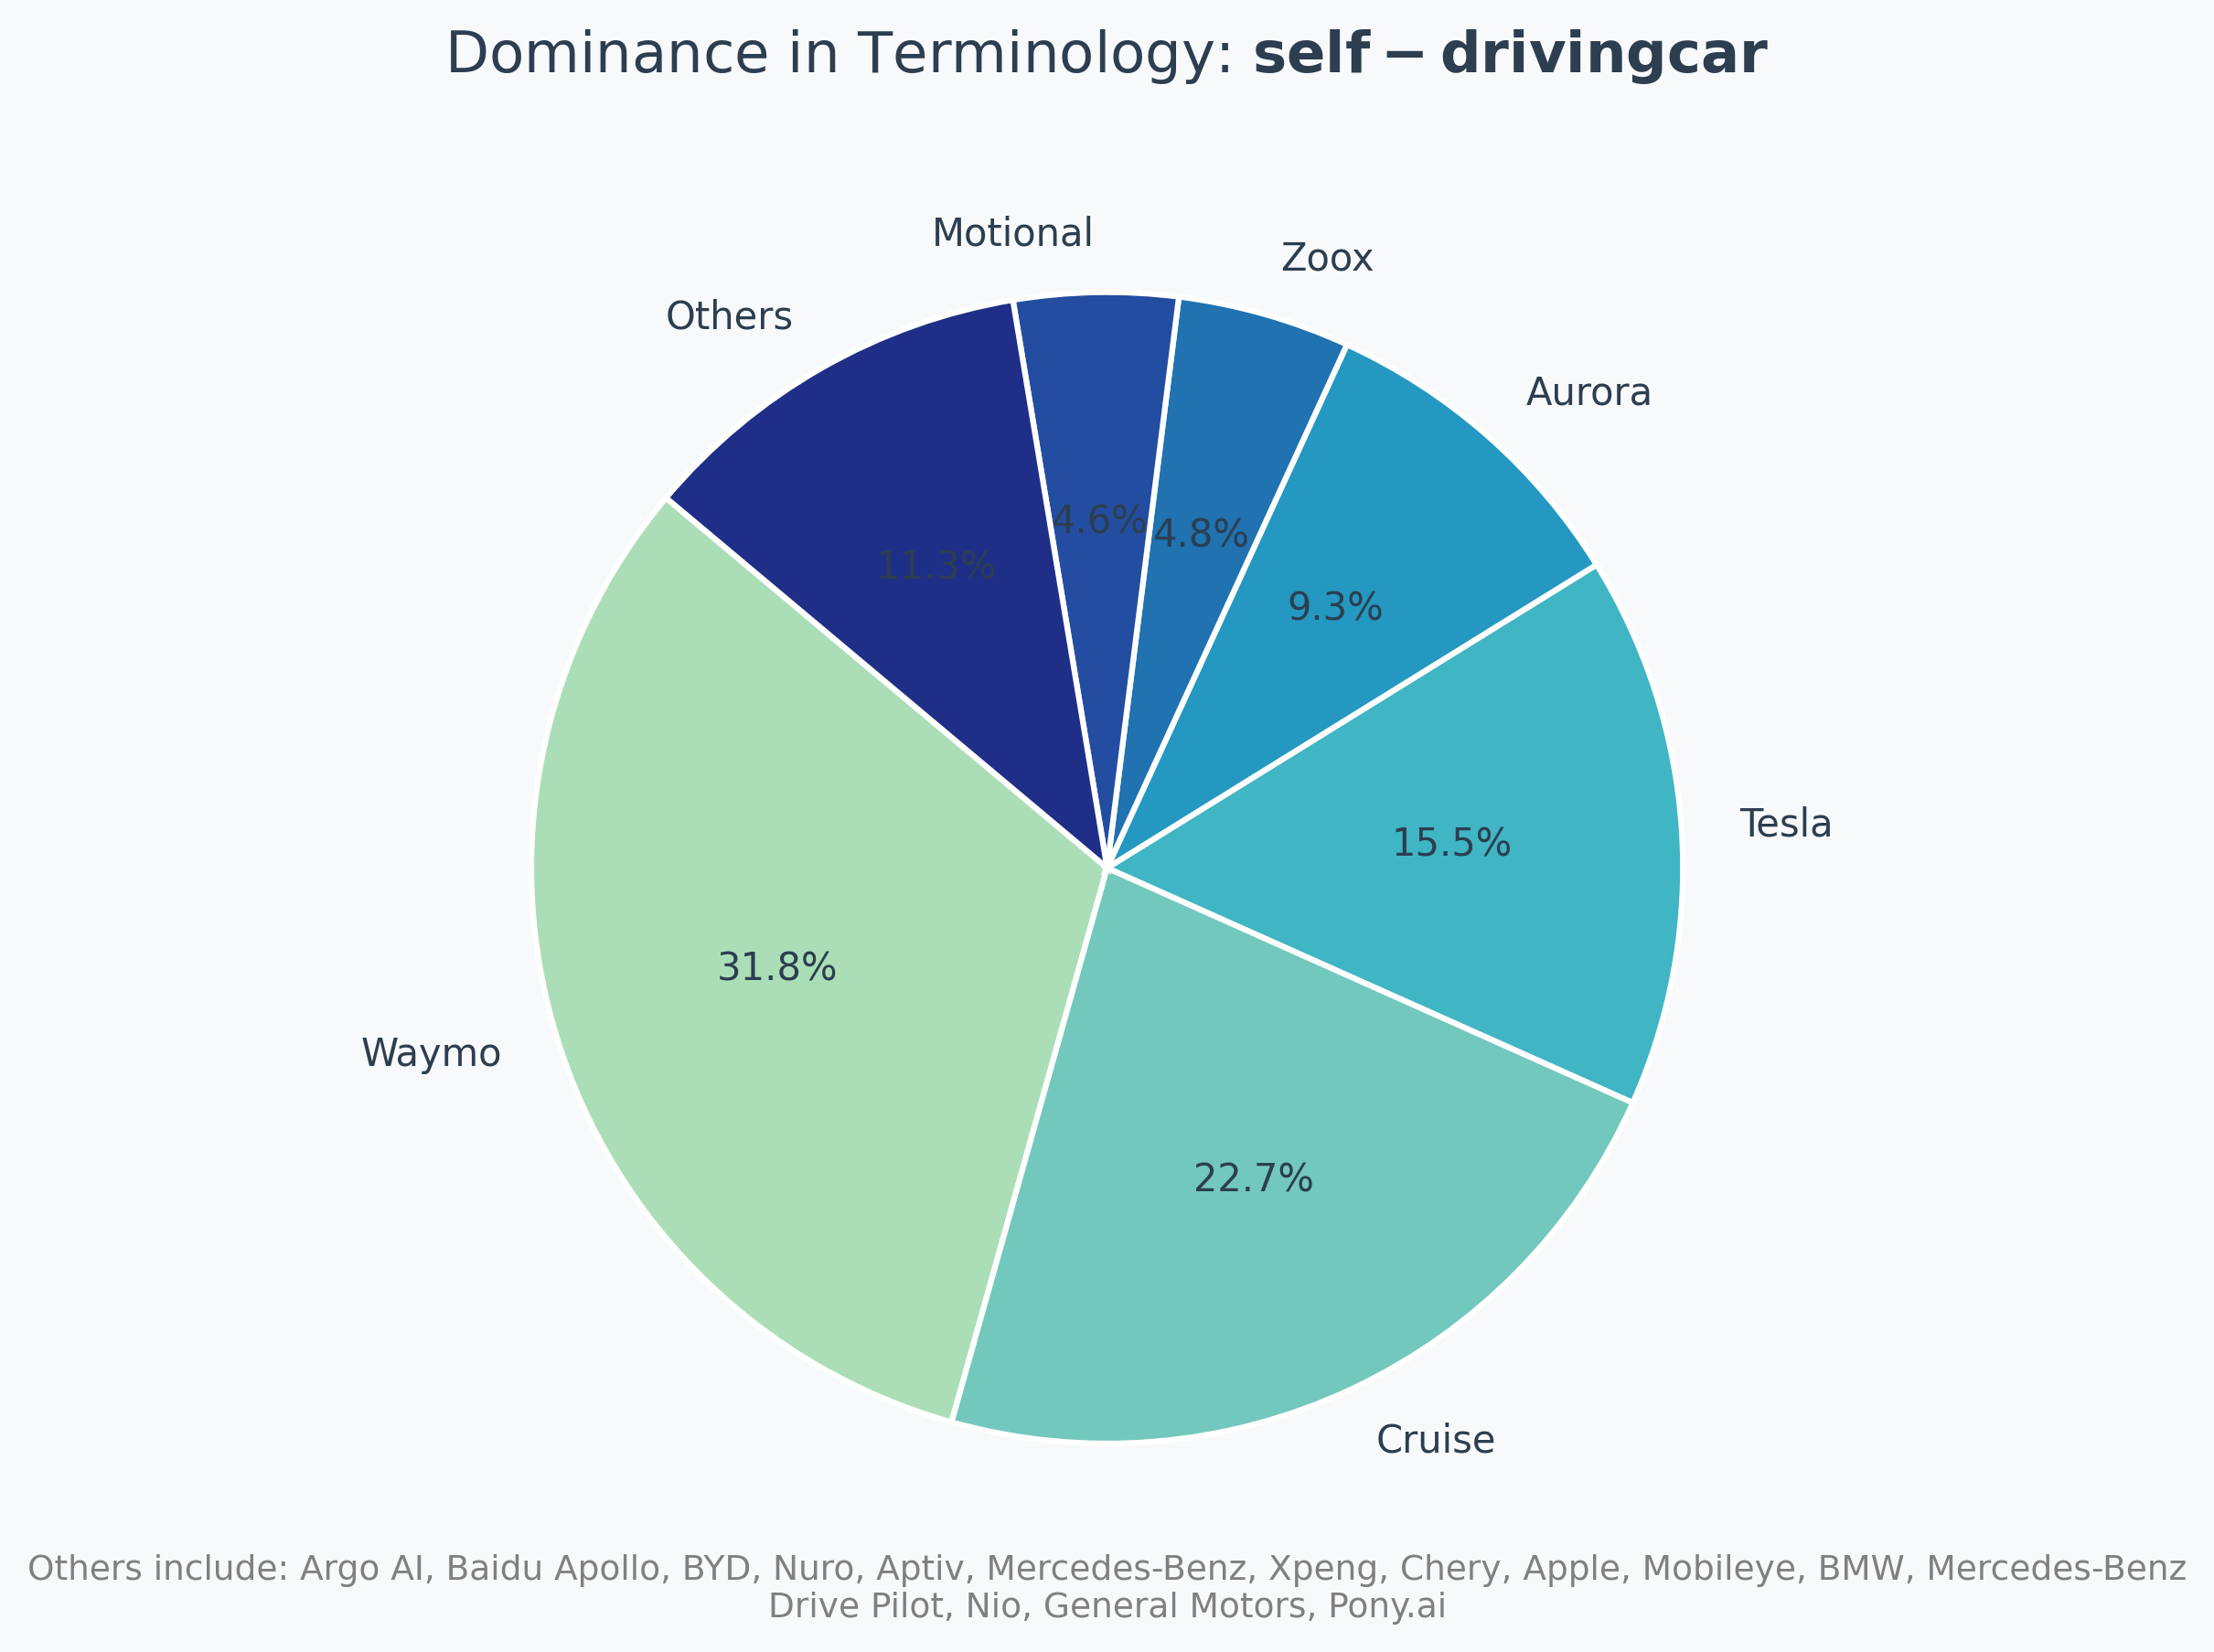 Dominance in Terminology: self − drivingcar
Motional
Zoox
Others
Aurora
4.6%
4.8%
11.3%
9.3%
Tesla
15.5%
31.8%
Waymo
22.7%
Cruise
Others include: Argo AI, Baidu Apollo, BYD, Nuro, Aptiv, Mercedes-Benz, Xpeng, Chery, Apple, Mobileye, BMW, Mercedes-Benz
Drive Pilot, Nio, General Motors, Pony.ai